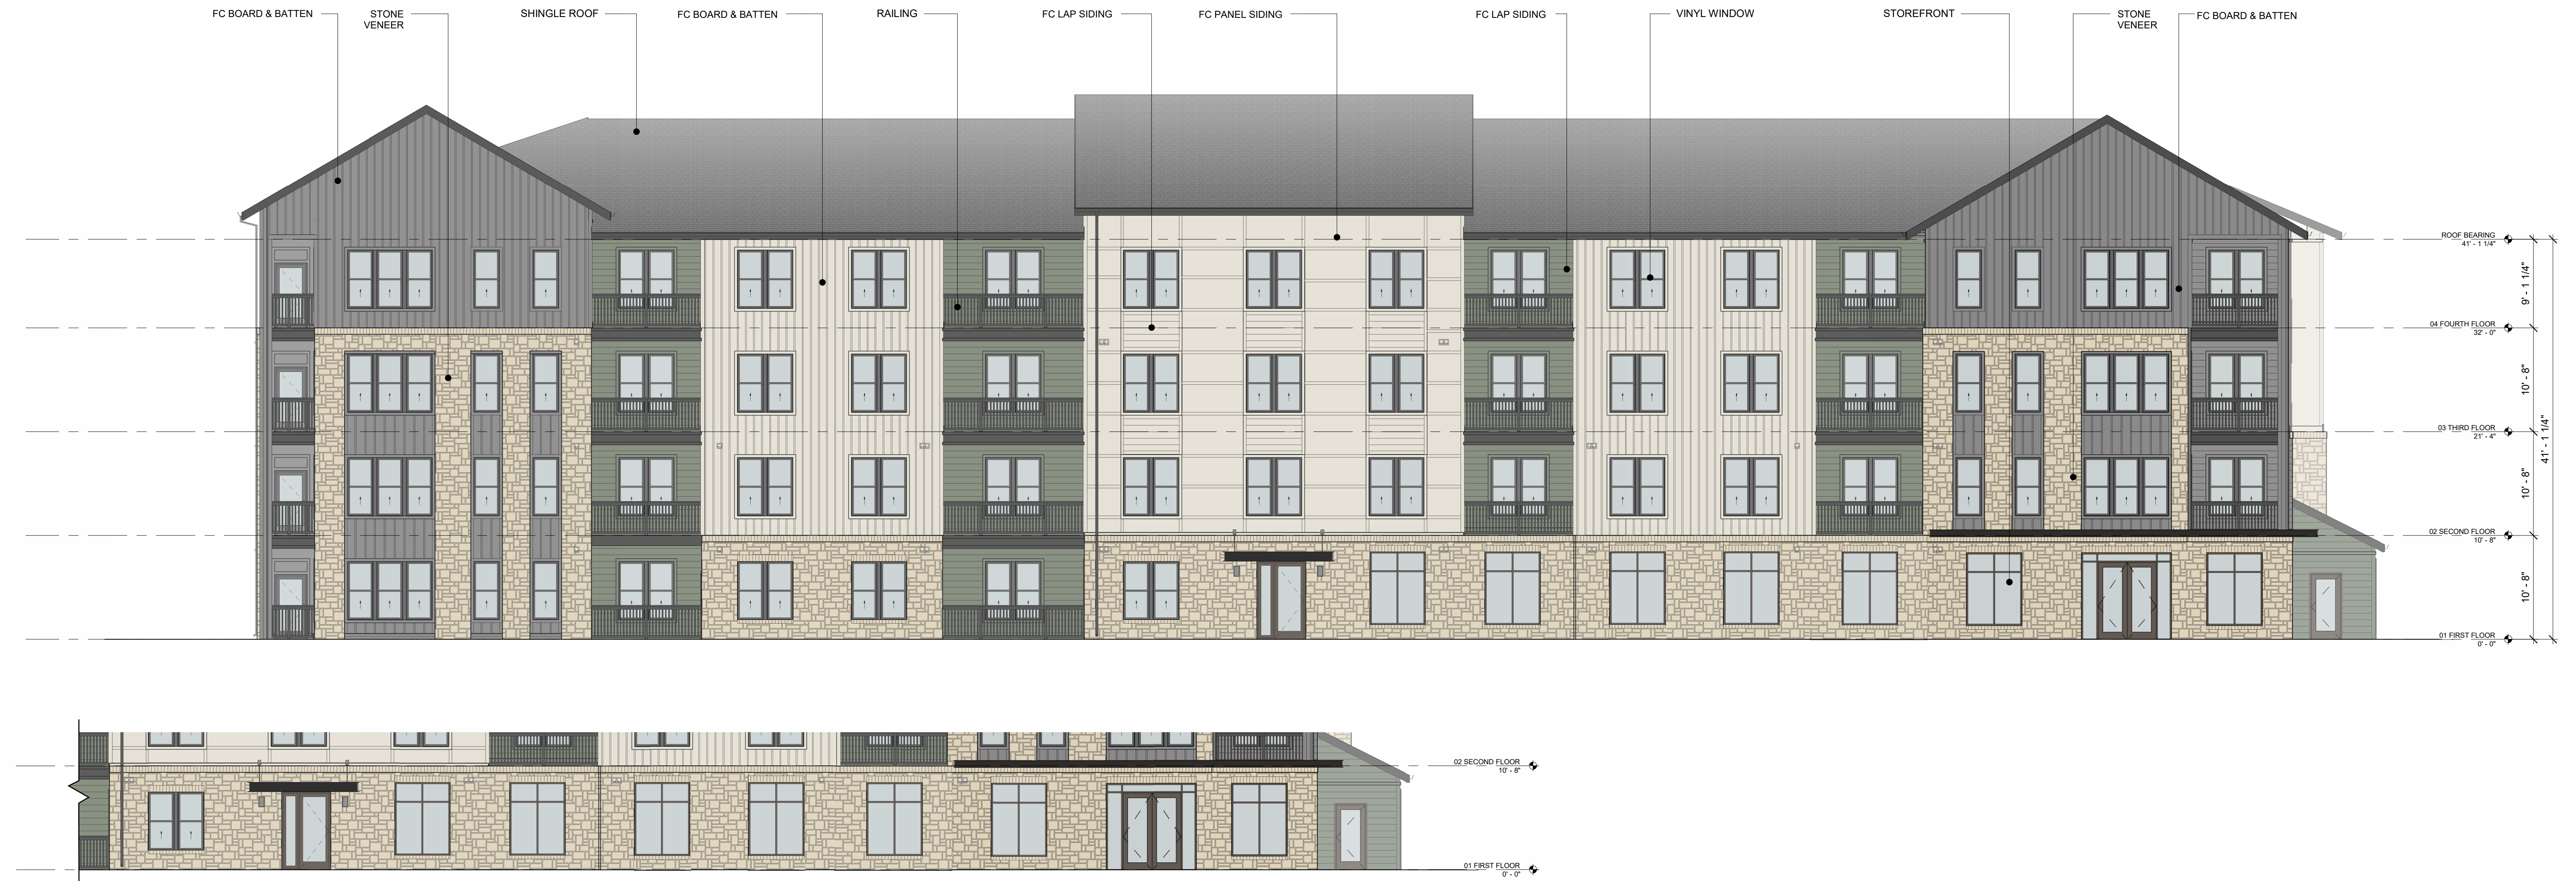 FC BOARD & BATTEN
STONE
VENEER
SHINGLE ROOF
FC BOARD & BATTEN
RAILING
FC LAP SIDING
FC PANEL SIDING
FC LAP SIDING
VINYL WINDOW
STOREFRONT
STONE
VENEER
FC BOARD & BATTEN
ROOF BEARING
41' - 1 1/4"
9' - 1 1/4"
04 FOURTH FLOOR
32' - 0"
10' - 8"
03 THIRD FLOOR
21' - 4"
41' - 1 1/4"
10' - 8"
02 SECOND FLOOR
10' - 8"
10' - 8"
01 FIRST FLOOR
0' - 0"
02 SECOND FLOOR
10' - 8"
01 FIRST FLOOR
0' - 0"